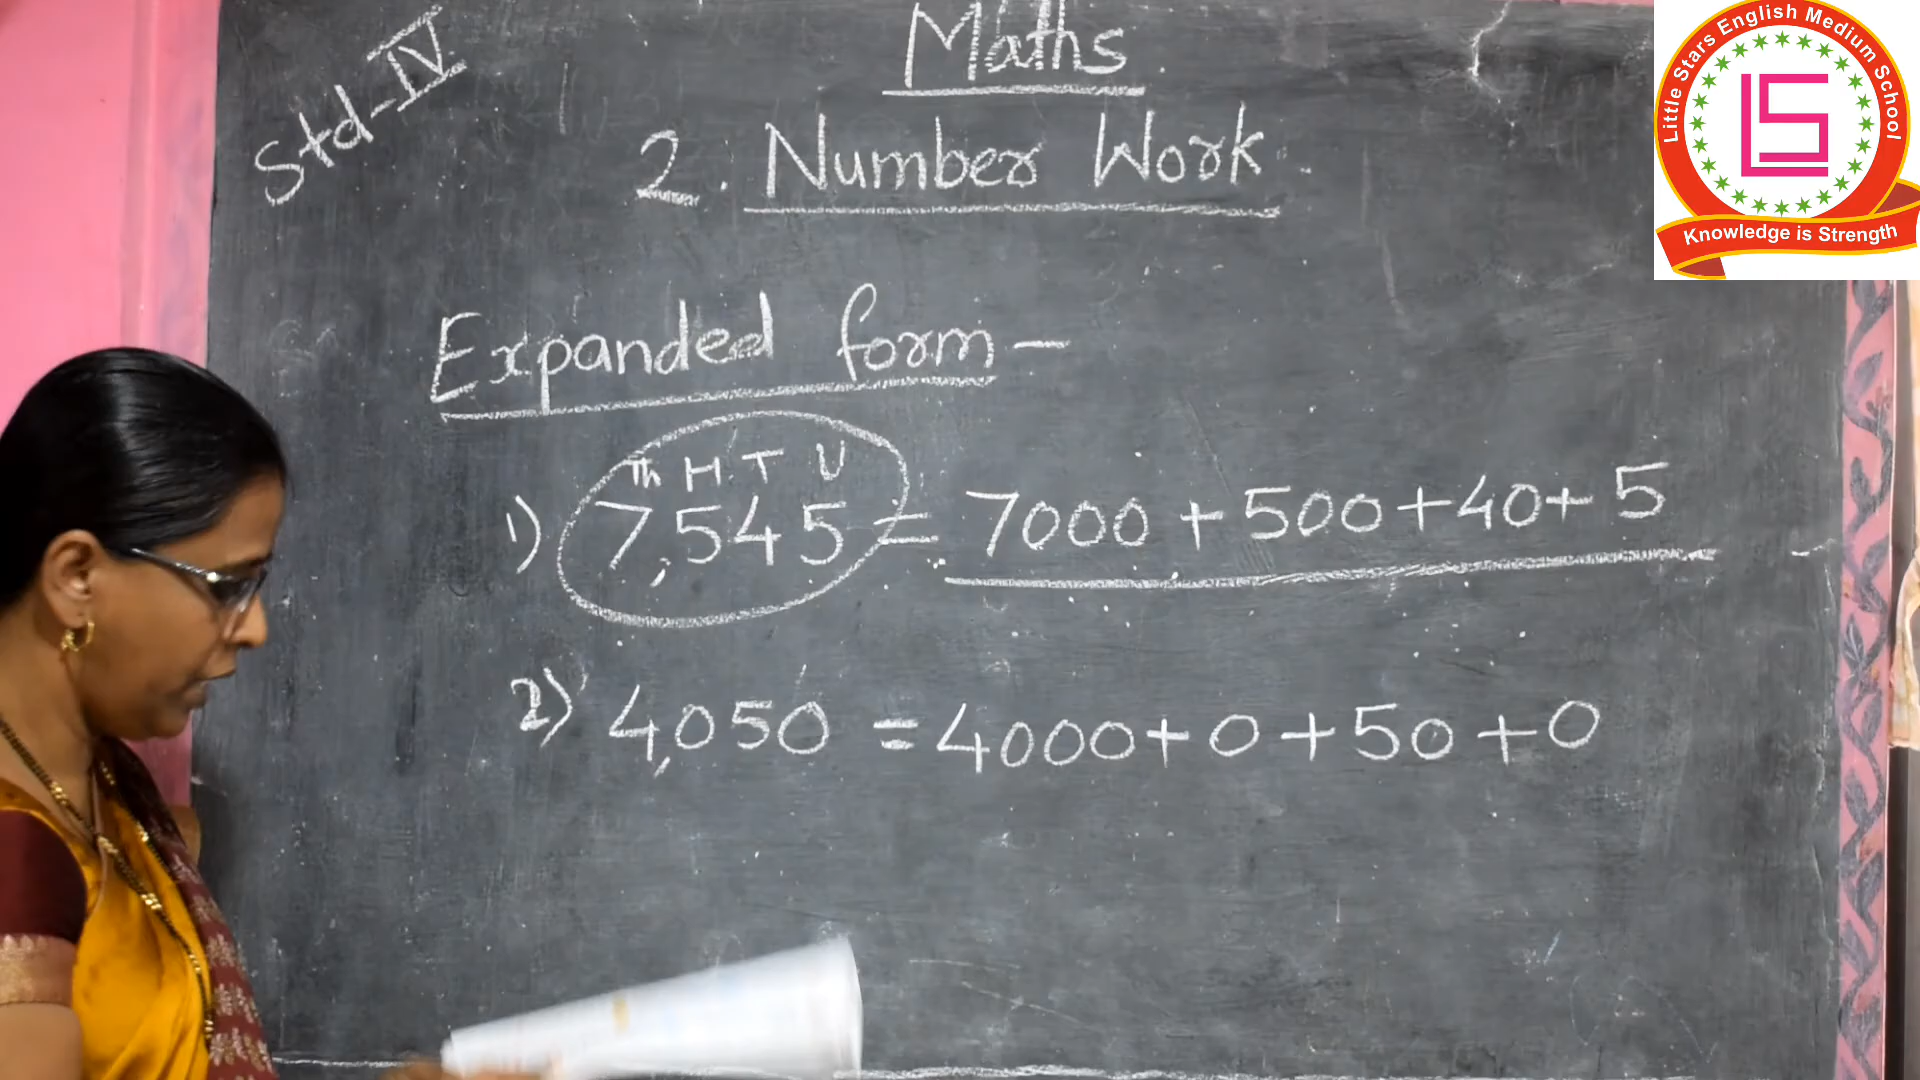 Std-IV
Maths
2. Number Work
Expanded form -
Th H T U
1) 7,545 = 7000 + 500 + 40 + 5
2) 4,050 = 4000 + 0 + 50 + 0
Little Stars English Medium School
LS
Knowledge is Strength